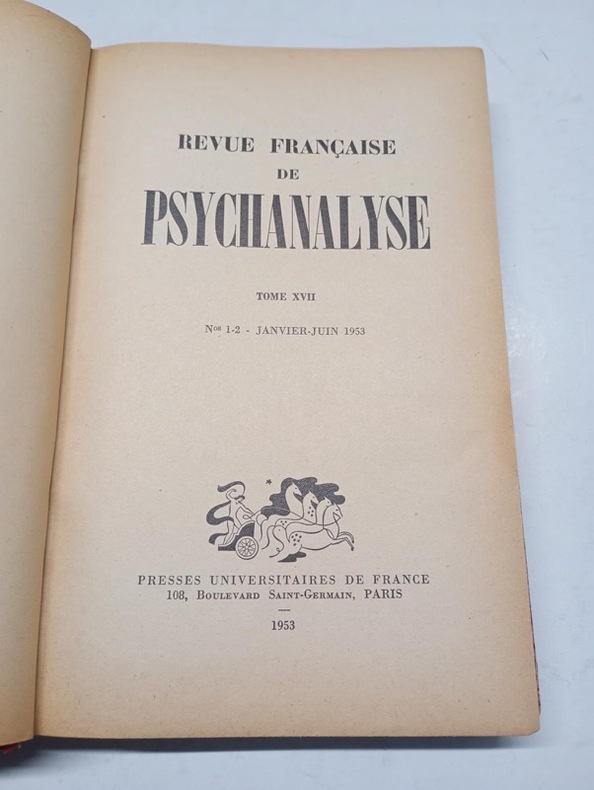 REVUE FRANÇAISE
DE
PSYCHANALYSE
TOME XVII
Nos 1-2 - JANVIER-JUIN 1953
PRESSES UNIVERSITAIRES DE FRANCE
108, Boulevard Saint-Germain, PARIS
—
1953